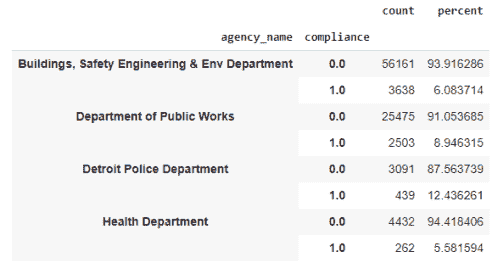 count percent
agency_name compliance
Buildings, Safety Engineering & Env Department 0.0 56161 93.916286
1.0 3638 6.083714
Department of Public Works 0.0 25475 91.053685
1.0 2503 8.946315
Detroit Police Department 0.0 3091 87.563739
1.0 439 12.436261
Health Department 0.0 4432 94.418406
1.0 262 5.581594